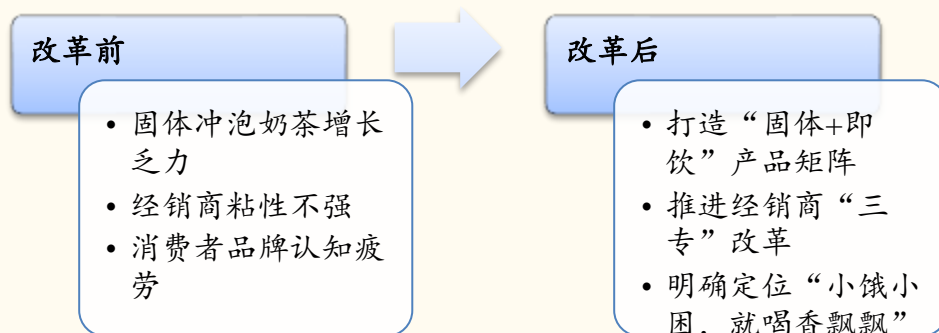 改革前
• 固体冲泡奶茶增长
乏力
• 经销商粘性不强
• 消费者品牌认知疲
劳
改革后
• 打造“固体+即
饮”产品矩阵
• 推进经销商“三
专”改革
• 明确定位“小饿小
困，就喝香飘飘”